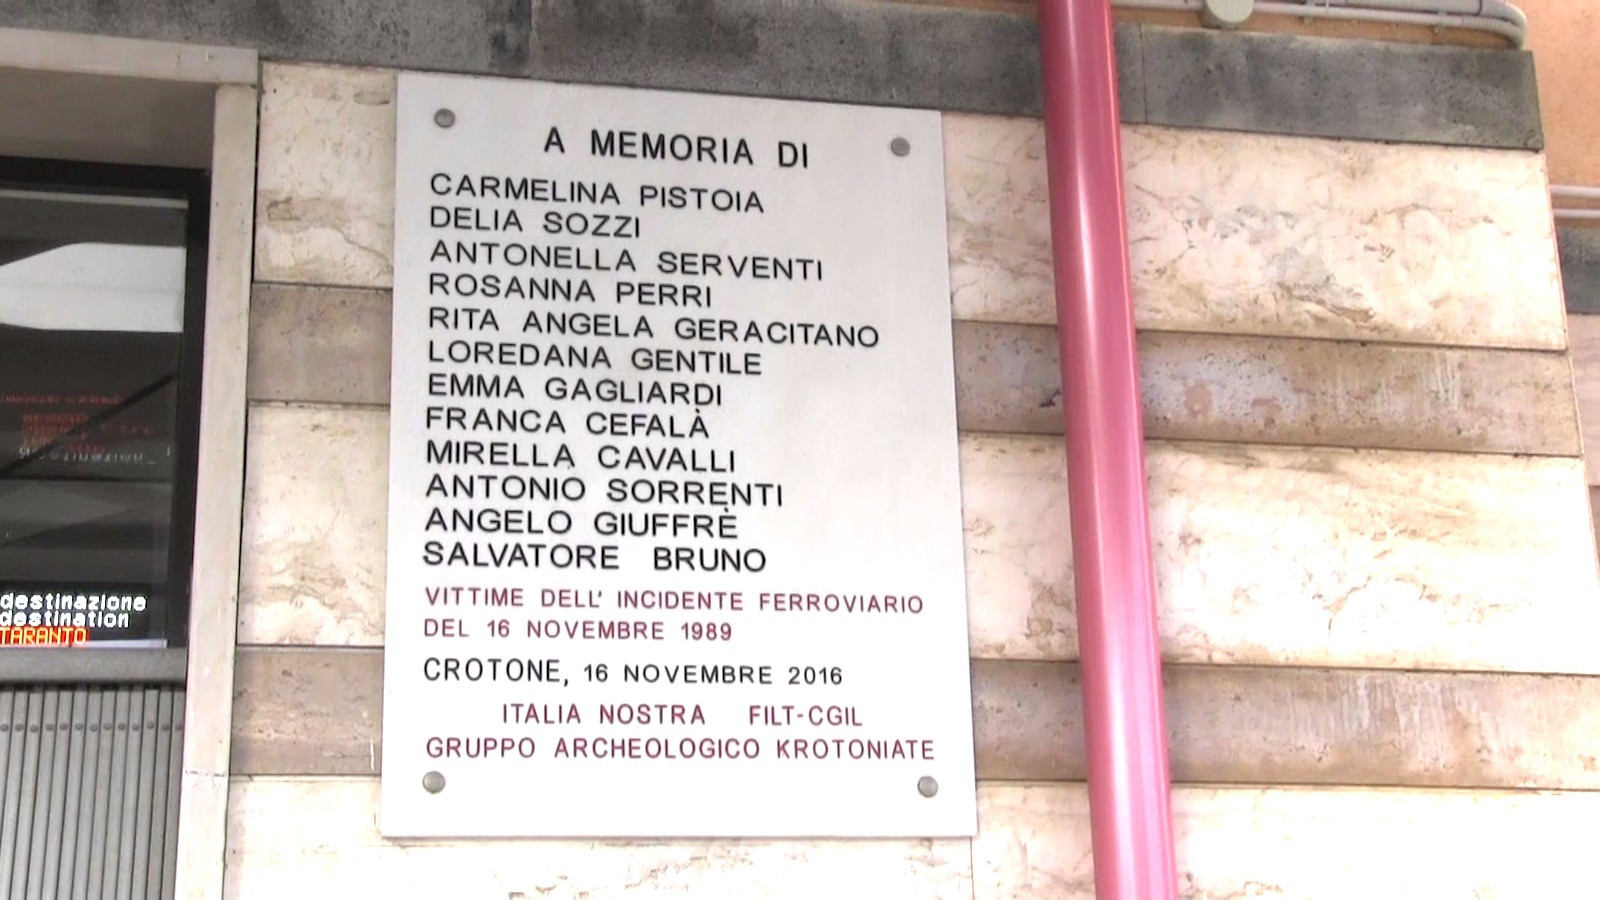 A MEMORIA DI
CARMELINA PISTOIA
DELIA SOZZI
ANTONELLA SERVENTI
ROSANNA PERRI
RITA ANGELA GERACITANO
LOREDANA GENTILE
EMMA GAGLIARDI
FRANCA CEFALÀ
MIRELLA CAVALLI
ANTONIO SORRENTI
ANGELO GIUFFRÈ
SALVATORE BRUNO
VITTIME DELL' INCIDENTE FERROVIARIO
DEL 16 NOVEMBRE 1989
CROTONE, 16 NOVEMBRE 2016
ITALIA NOSTRA FILT-CGIL
GRUPPO ARCHEOLOGICO KROTONIATE
destinazione
destination
TARANTO